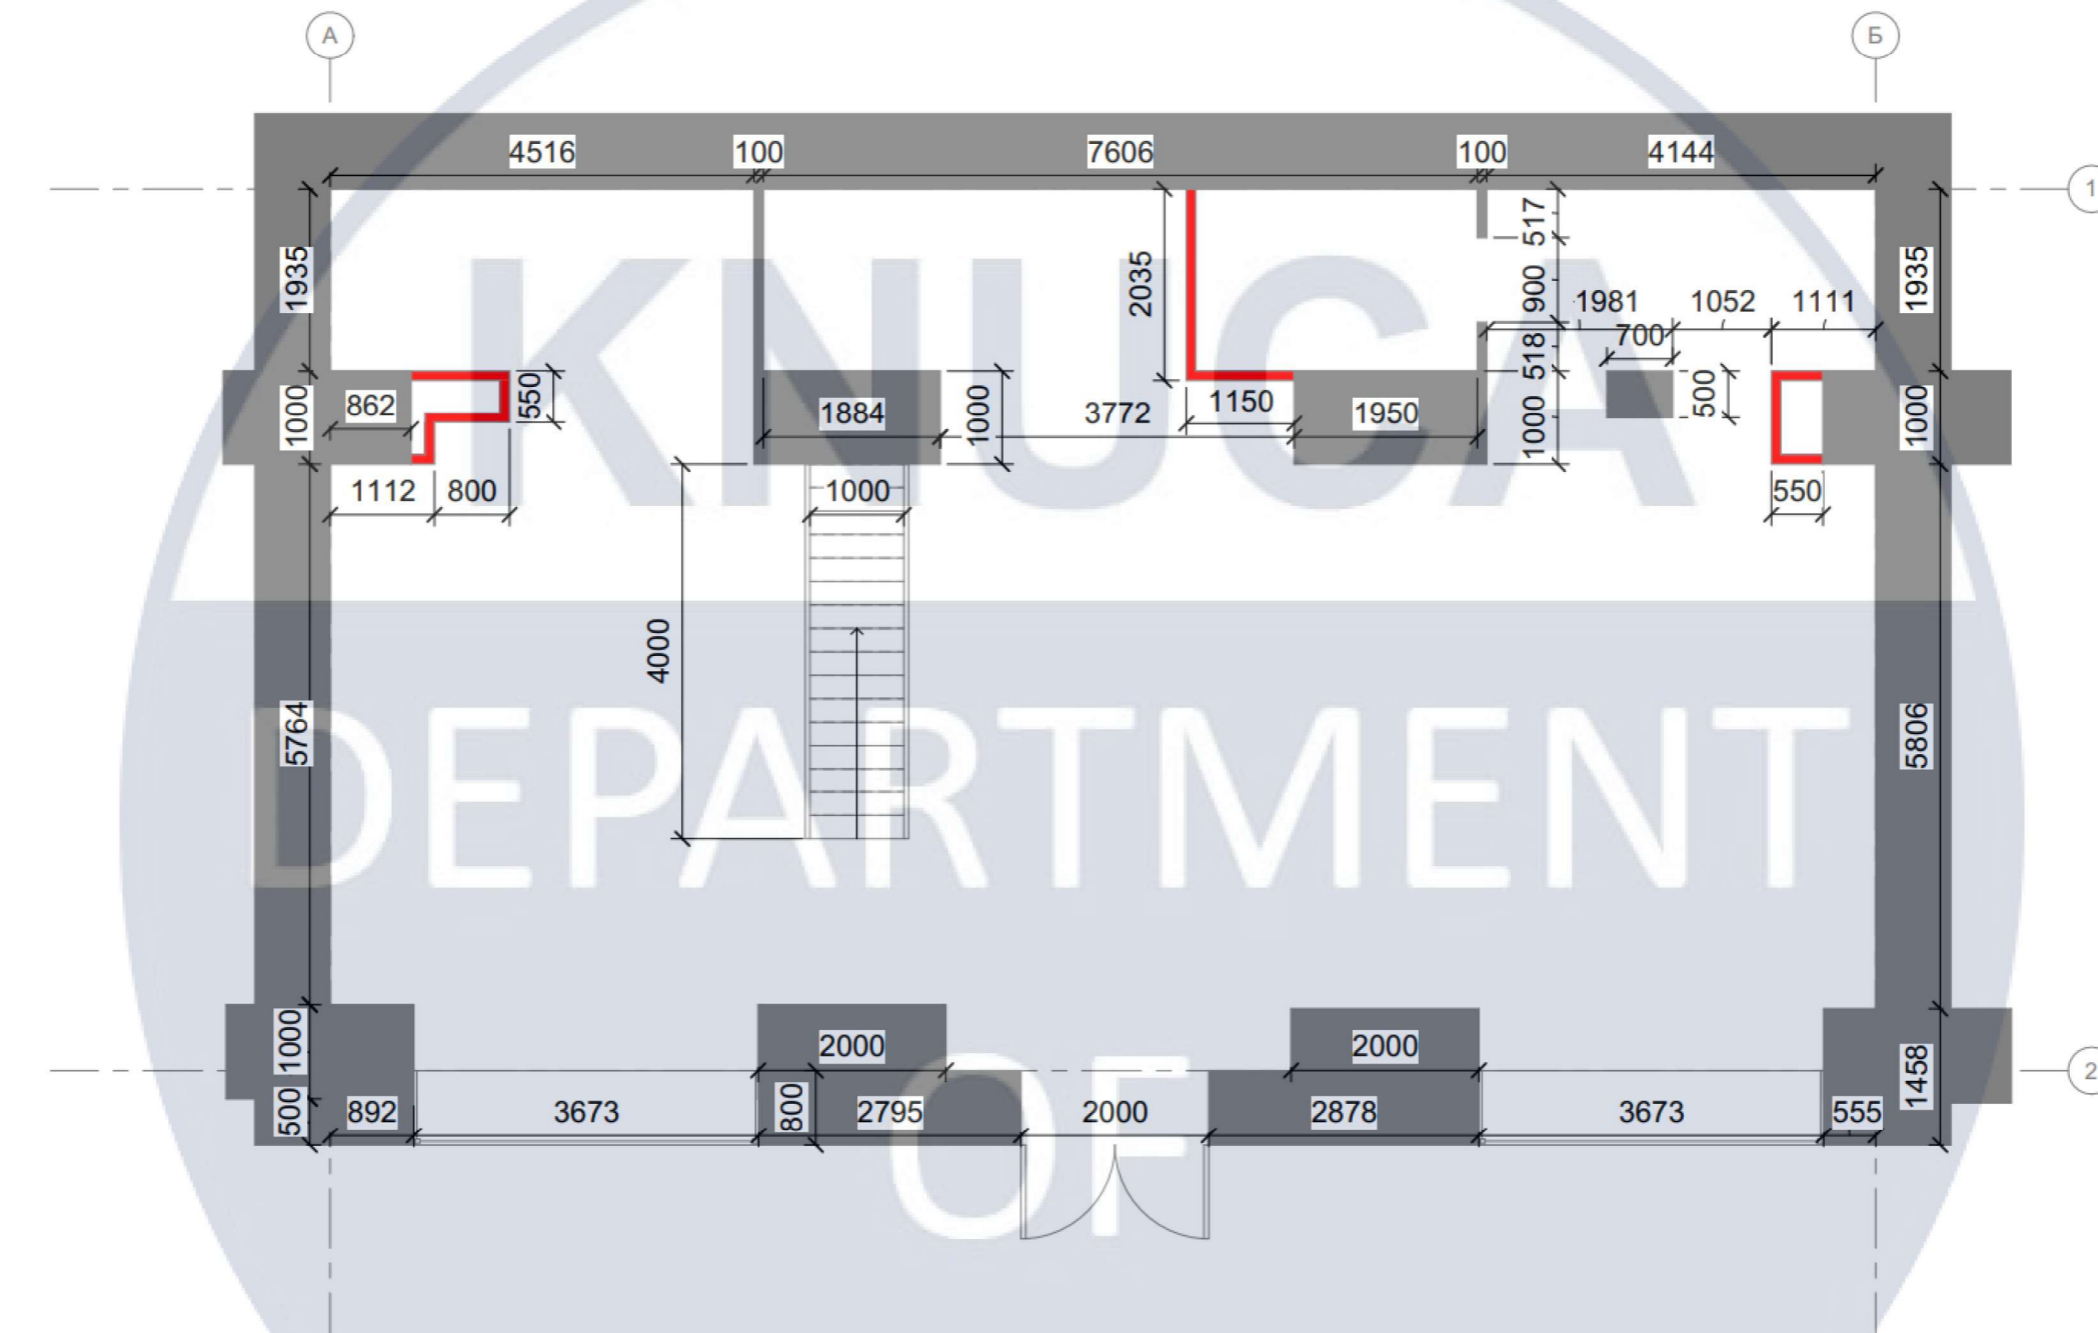 А Б
4516 100 7606 100 4144
1
517
1935 2035 900 1935
1981 1052 1111
700
518
862 550 1150 500
1000 1884 1000 3772 1950 1000 1000
1112 800 1000 550
KNUCA
4000
5764 5806
DEPARTMENT
2000 2000
1000 1458 2
OF
500 892 3673 800 2795 2000 2878 3673 555